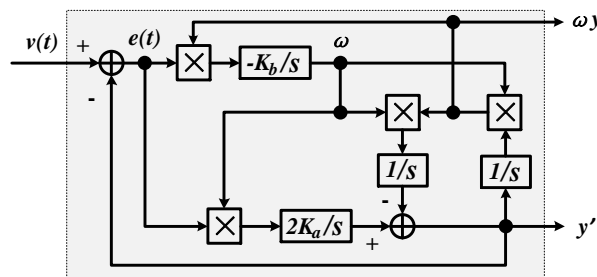 v(t) + e(t) -K_b/s ω ωy
-
1/s 1/s
-
2K_a/s + y'